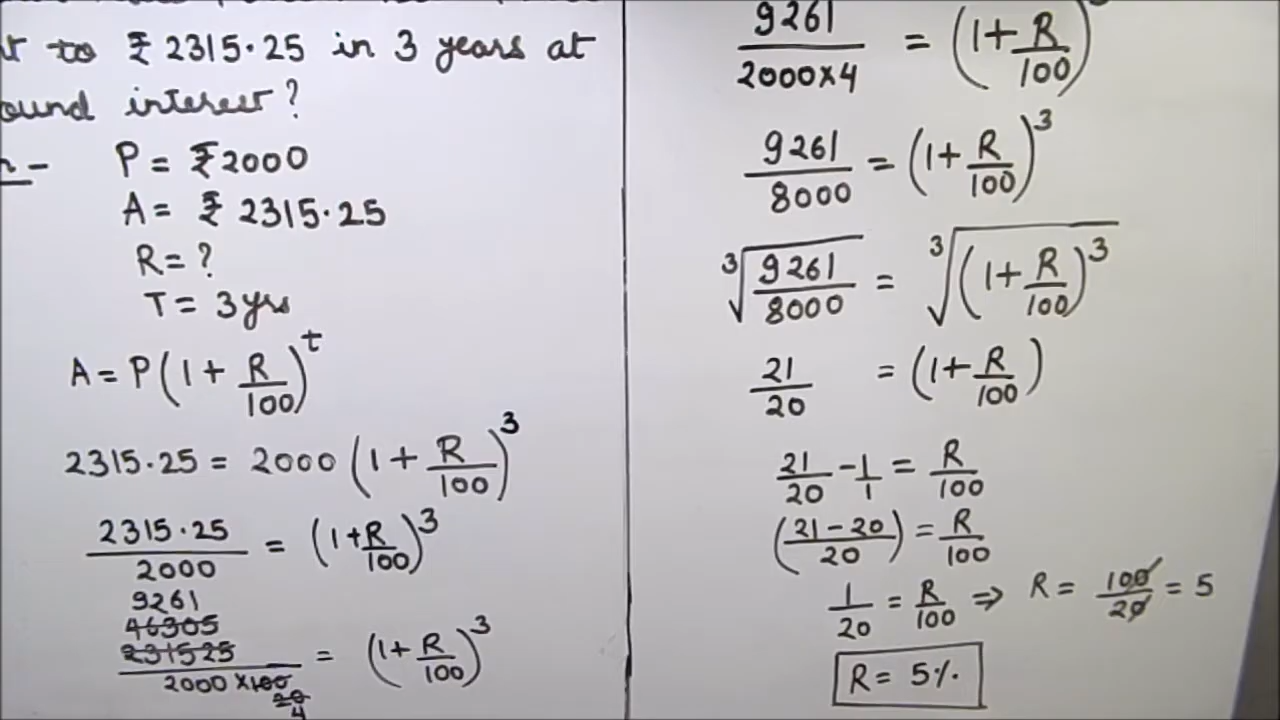 to ₹ 2315.25 in 3 years at
ound interest?
P = ₹2000
A = ₹ 2315.25
R = ?
T = 3 yrs
A = P(1 + R/100)^t
2315.25 = 2000 (1 + R/100)^3
2315.25/2000 = (1+R/100)^3
9261
46305
231525/2000×100 = (1+R/100)^3
20
4
9261/2000×4 = (1+R/100)
9261/8000 = (1+R/100)^3
∛(9261/8000) = ∛((1+R/100)^3)
21/20 = (1+R/100)
21/20 - 1/1 = R/100
(21-20/20) = R/100
1/20 = R/100 ⇒ R = 100/20 = 5
R = 5%.